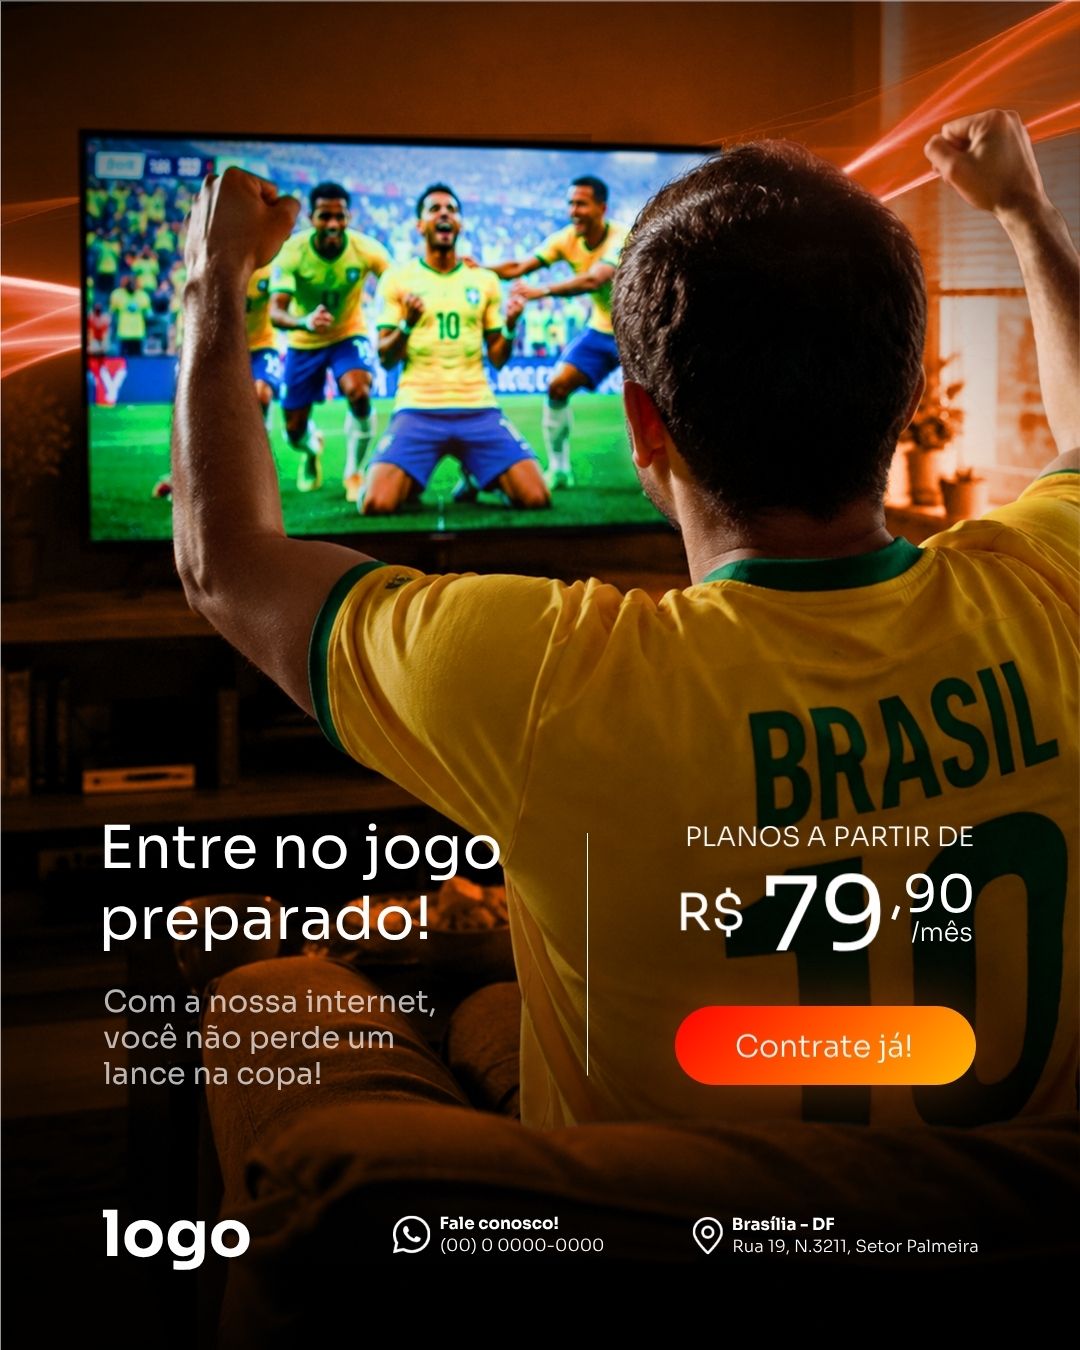 10
BRASIL
10
Entre no jogo
preparado!
Com a nossa internet,
você não perde um
lance na copa!
PLANOS A PARTIR DE
R$ 79,90
/mês
Contrate já!
logo
Fale conosco!
(00) 0 0000-0000
Brasília - DF
Rua 19, N.3211, Setor Palmeira